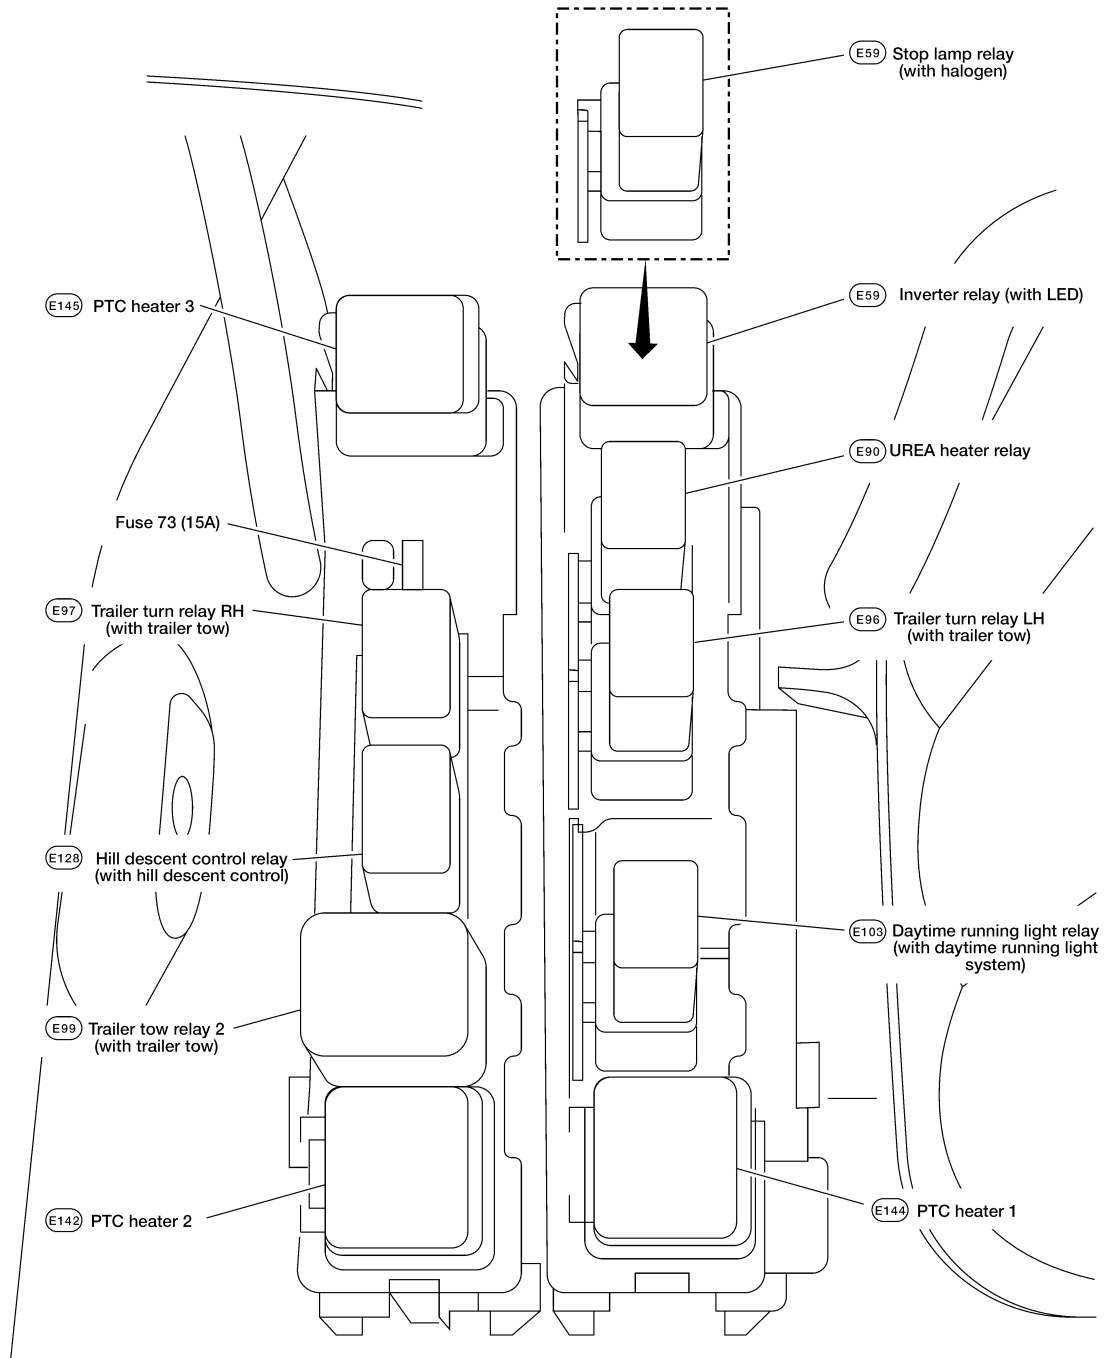 E59 Stop lamp relay
(with halogen)
E145 PTC heater 3
E59 Inverter relay (with LED)
E90 UREA heater relay
Fuse 73 (15A)
E97 Trailer turn relay RH
(with trailer tow)
E96 Trailer turn relay LH
(with trailer tow)
E128 Hill descent control relay
(with hill descent control)
E103 Daytime running light relay
(with daytime running light
system)
E99 Trailer tow relay 2
(with trailer tow)
E142 PTC heater 2
E144 PTC heater 1